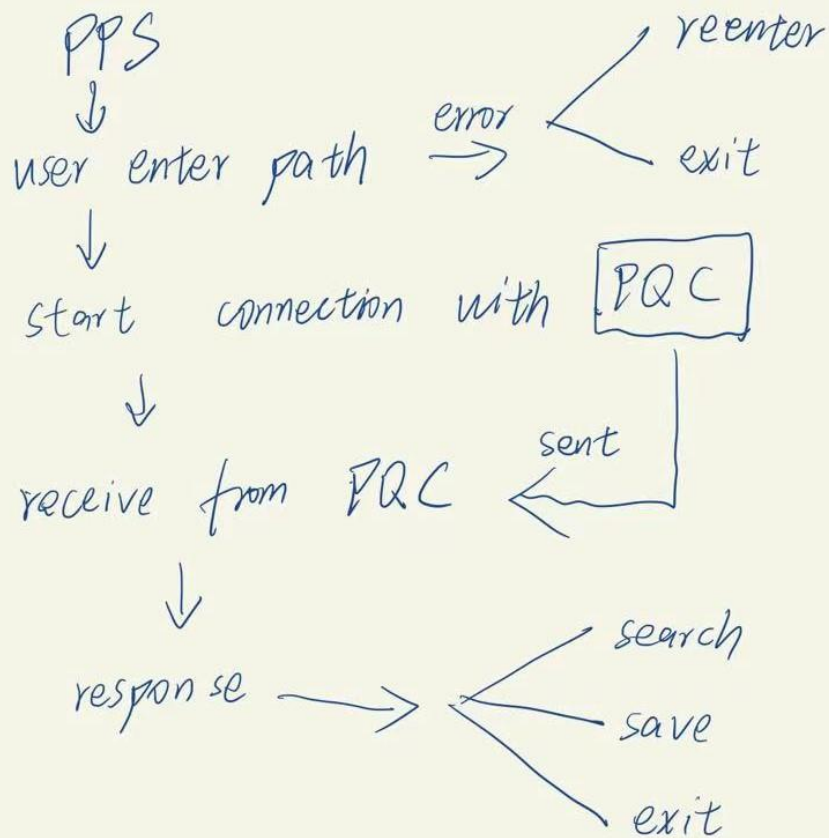 PPS
reenter
error
user enter path
exit
start connection with PQC
sent
receive from PQC
search
response
save
exit